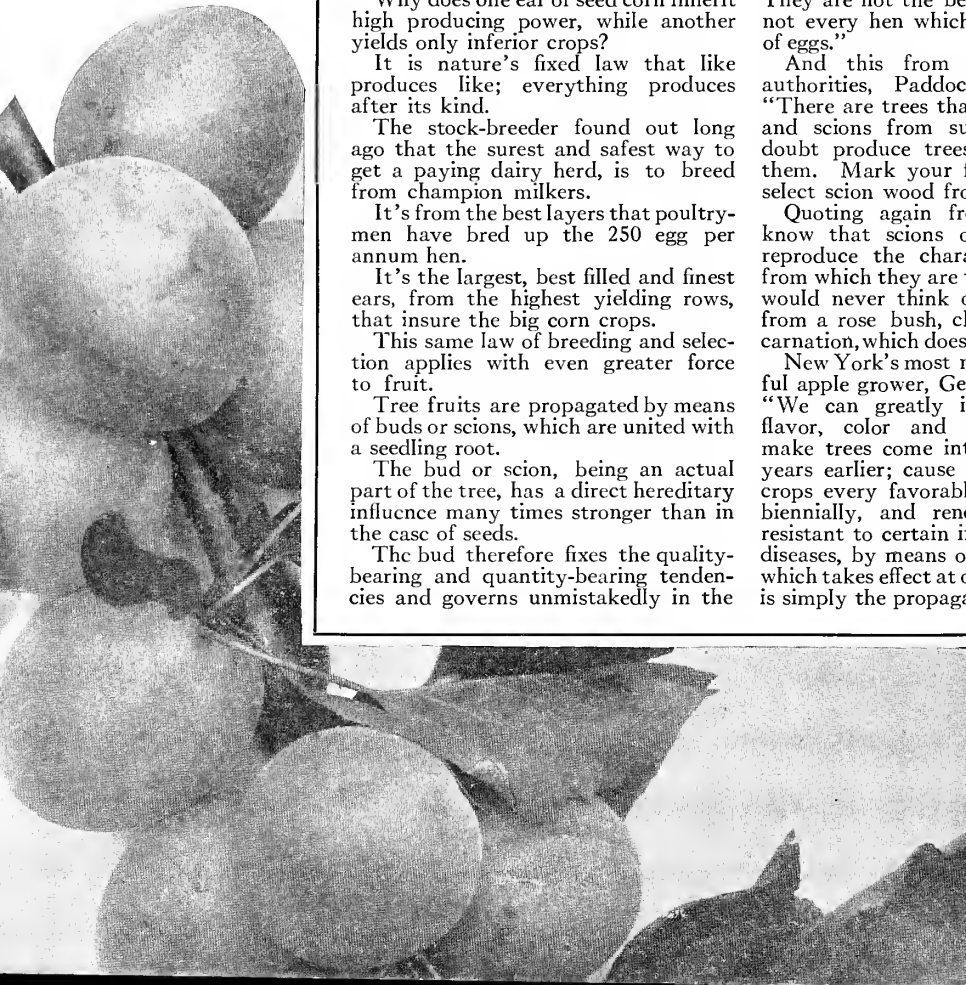 Why does one ear of seed corn inherit
high producing power, while another
yields only inferior crops?
It is nature's fixed law that like
produces like; everything produces
after its kind.
The stock-breeder found out long
ago that the surest and safest way to
get a paying dairy herd, is to breed
from champion milkers.
It's from the best layers that poultry-
men have bred up the 250 egg per
annum hen.
It's the largest, best filled and finest
ears, from the highest yielding rows,
that insure the big corn crops.
This same law of breeding and selec-
tion applies with even greater force
to fruit.
Tree fruits are propagated by means
of buds or scions, which are united with
a seedling root.
The bud or scion, being an actual
part of the tree, has a direct hereditary
influence many times stronger than in
the case of seeds.
The bud therefore fixes the quality-
bearing and quantity-bearing tenden-
cies and governs unmistakedly in the
They are not the be
not every hen which
of eggs."
And this from
authorities, Paddoc
"There are trees tha
and scions from su
doubt produce trees
them. Mark your
select scion wood fro
Quoting again fr
know that scions
reproduce the chara
from which they are
would never think
from a rose bush, c
carnation, which does
New York's most
ful apple grower, Ge
"We can greatly i
flavor, color and
make trees come int
years earlier; cause
crops every favorabl
biennially, and ren
resistant to certain i
diseases, by means o
which takes effect at
is simply the propaga